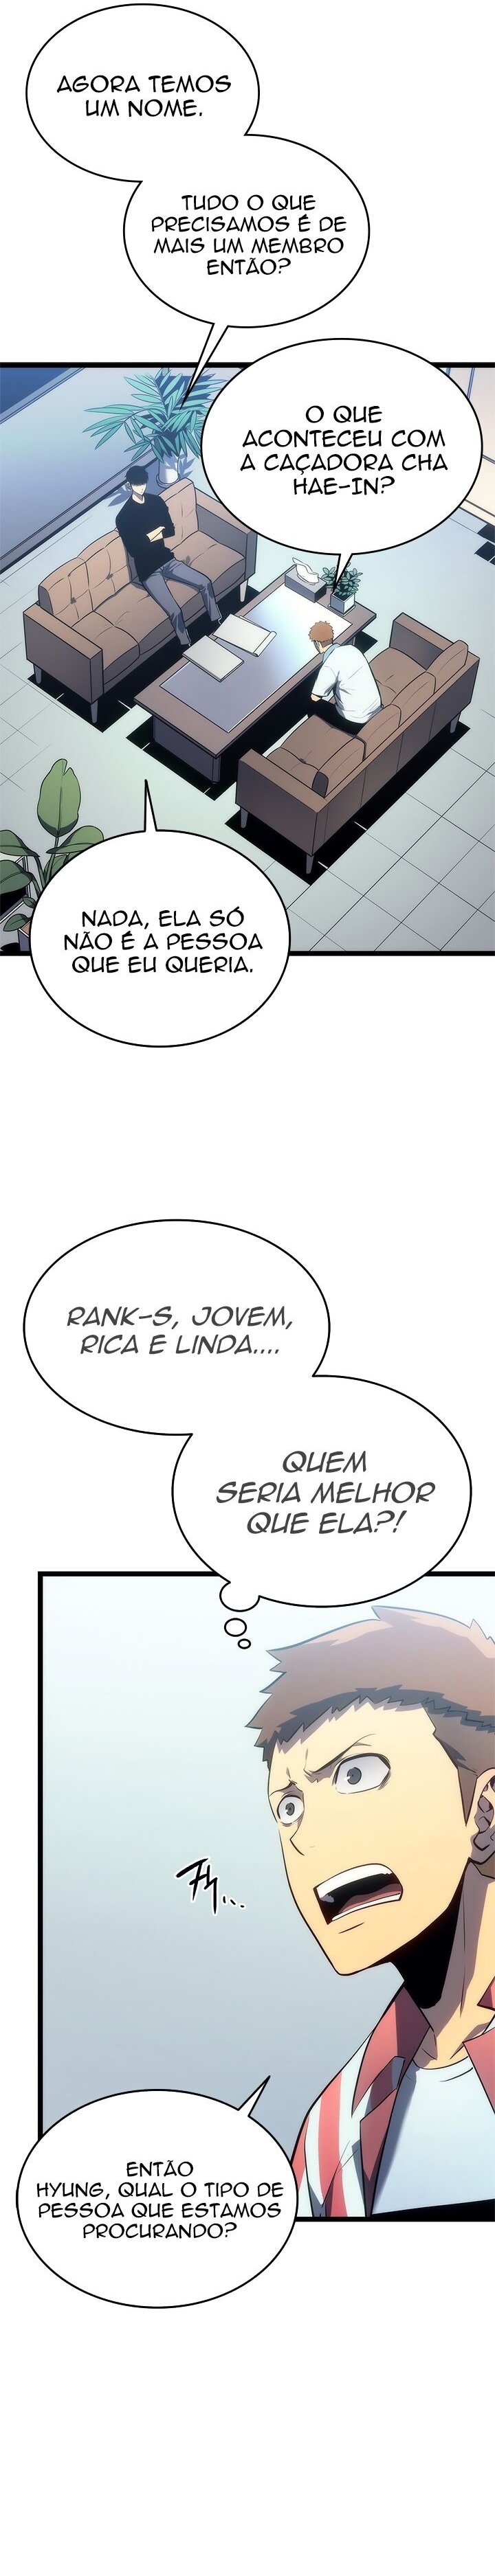 AGORA TEMOS
UM NOME.
TUDO O QUE
PRECISAMOS É DE
MAIS UM MEMBRO
ENTÃO?
O QUE
ACONTECEU COM
A CAÇADORA CHA
HAE-IN?
NADA, ELA SÓ
NÃO É A PESSOA
QUE EU QUERIA.
RANK-S, JOVEM,
RICA E LINDA....
QUEM
SERIA MELHOR
QUE ELA?!
ENTÃO
HYUNG, QUAL O TIPO DE
PESSOA QUE ESTAMOS
PROCURANDO?